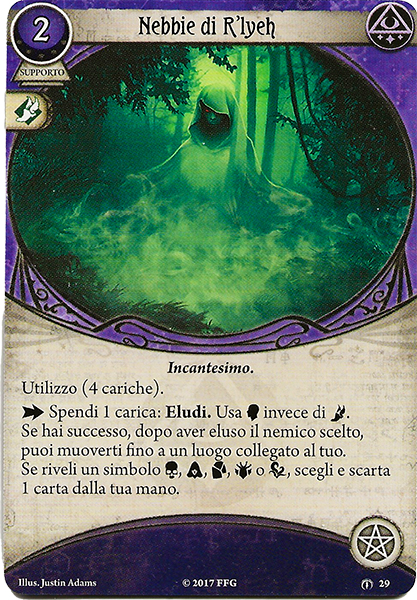 2
Nebbie di R'lyeh
SUPPORTO
Incantesimo.
Utilizzo (4 cariche).
Spendi 1 carica: Eludi. Usa invece di .
Se hai successo, dopo aver eluso il nemico scelto,
puoi muoverti fino a un luogo collegato al tuo.
Se riveli un simbolo , , , o , scegli e scarta
1 carta dalla tua mano.
Illus. Justin Adams © 2017 FFG 29